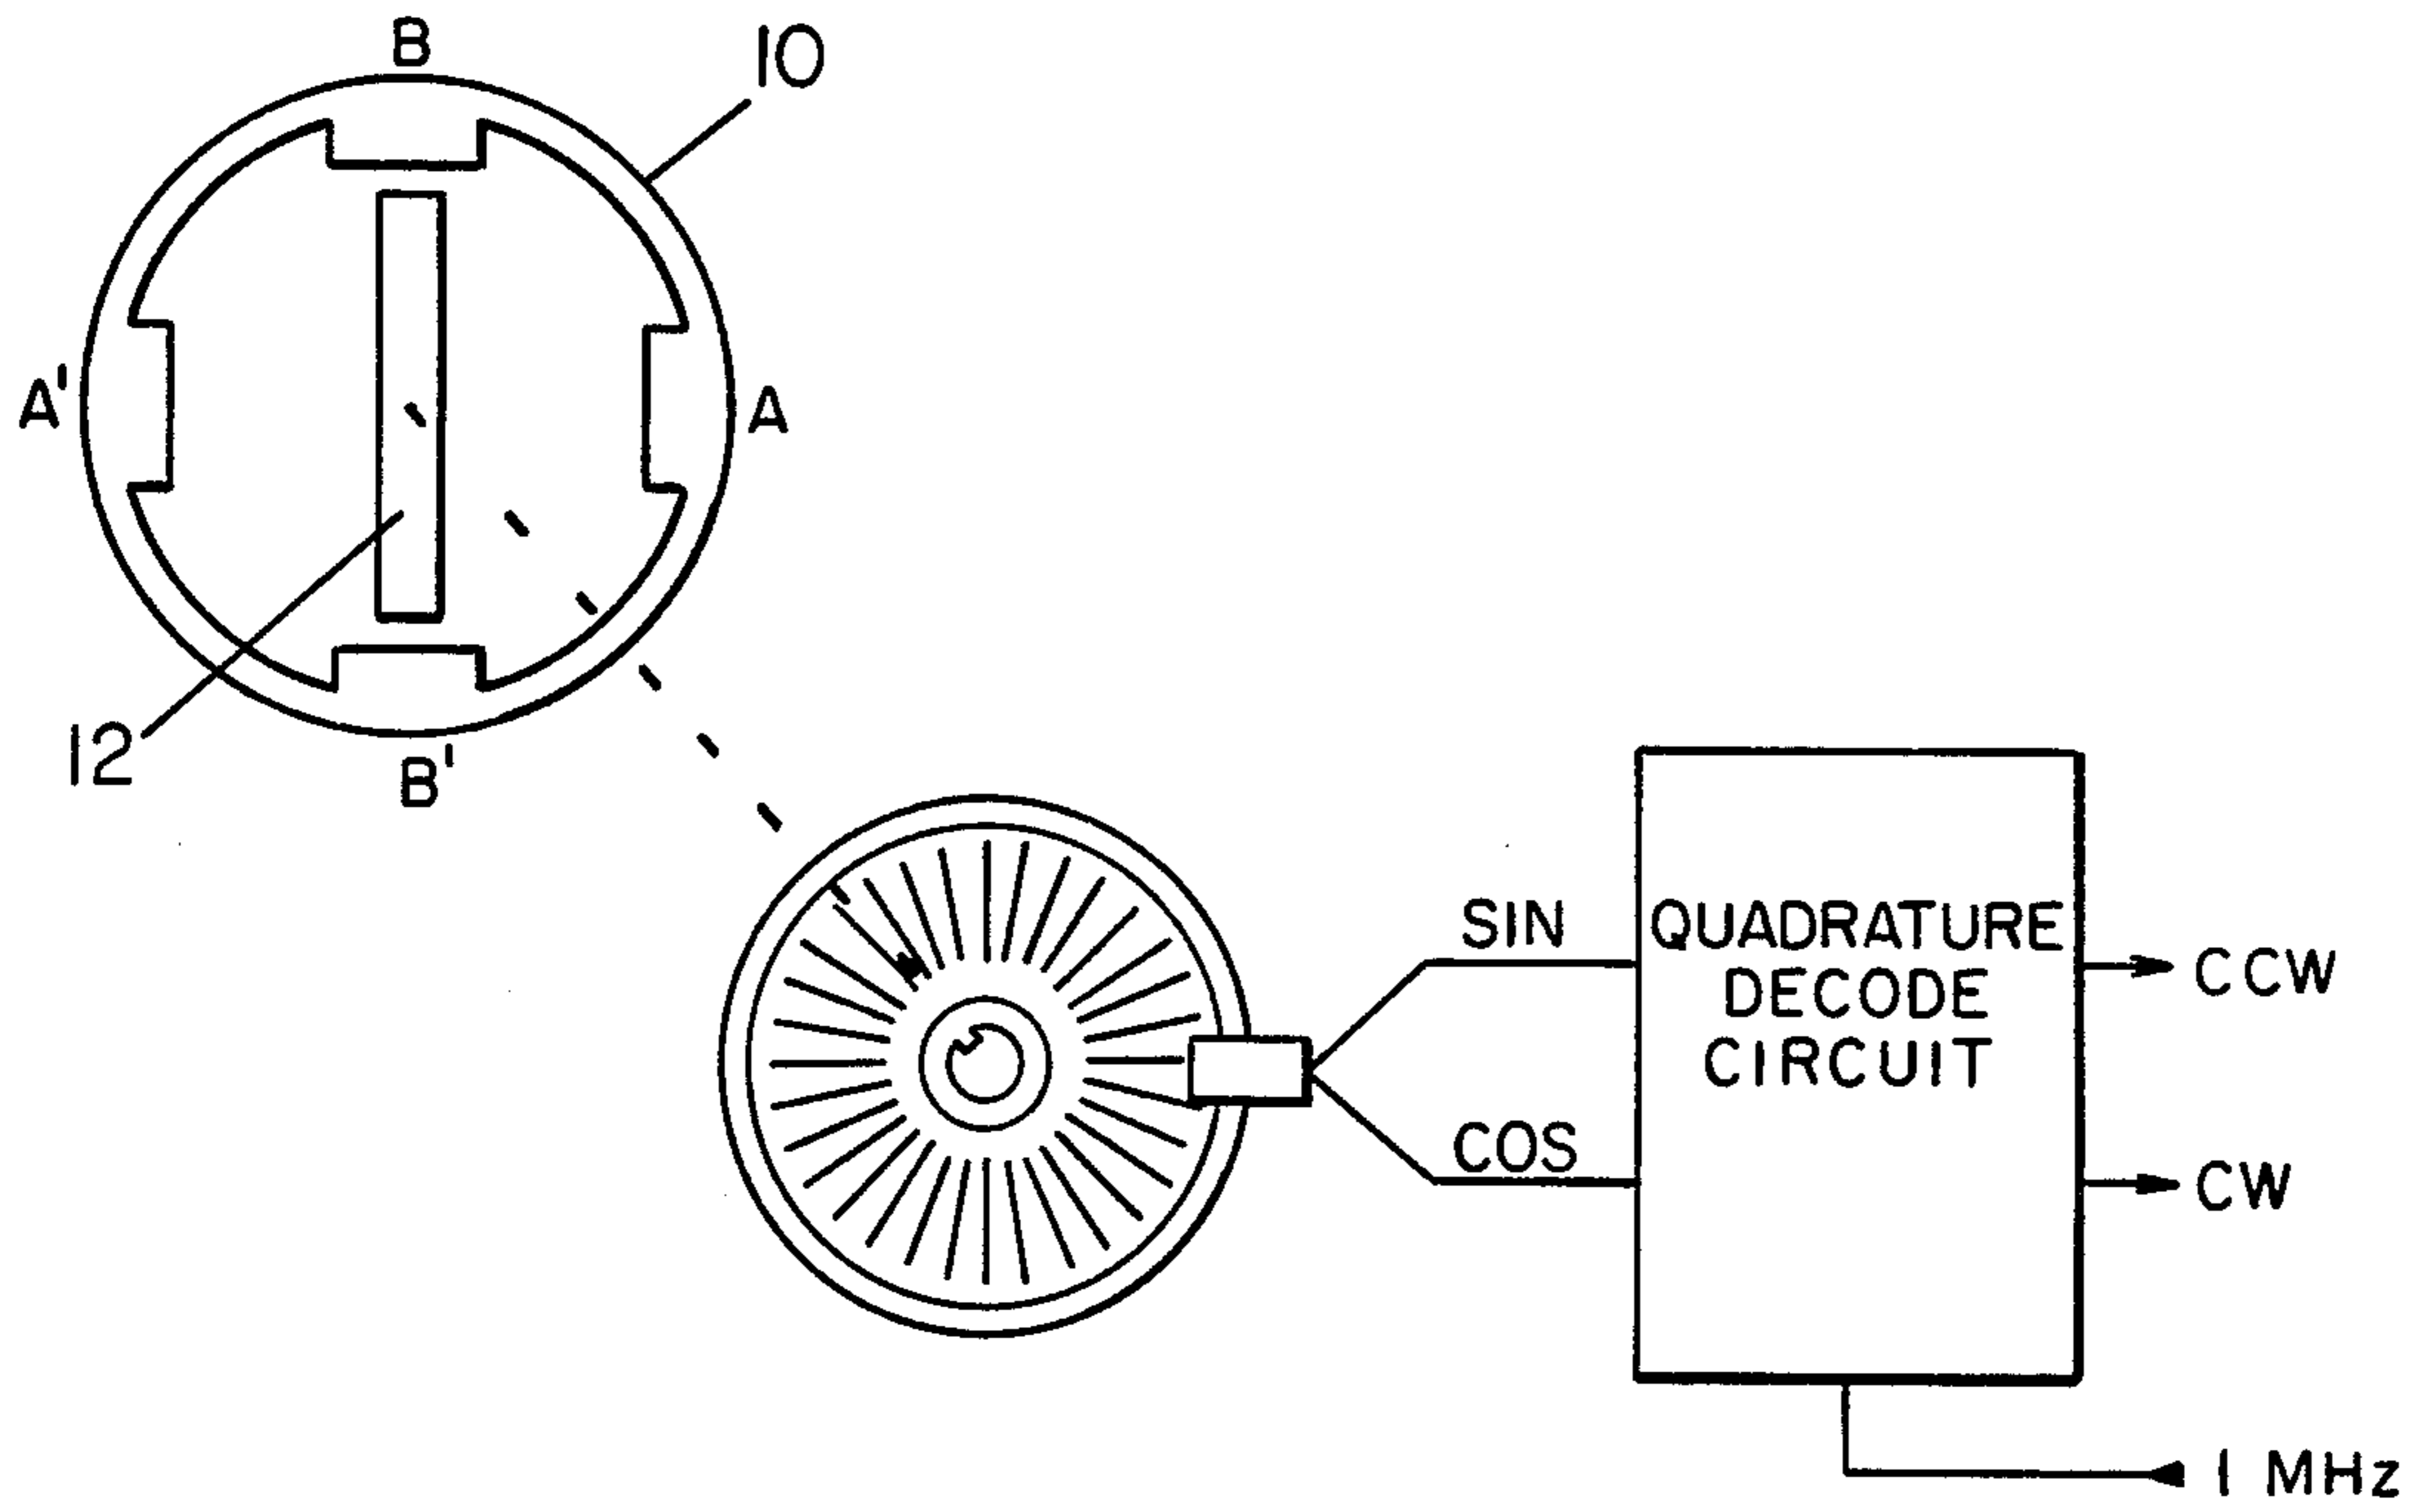 B
10
A'
A
12
B'
SIN
COS
QUADRATURE
DECODE
CIRCUIT
CCW
CW
1 MHz